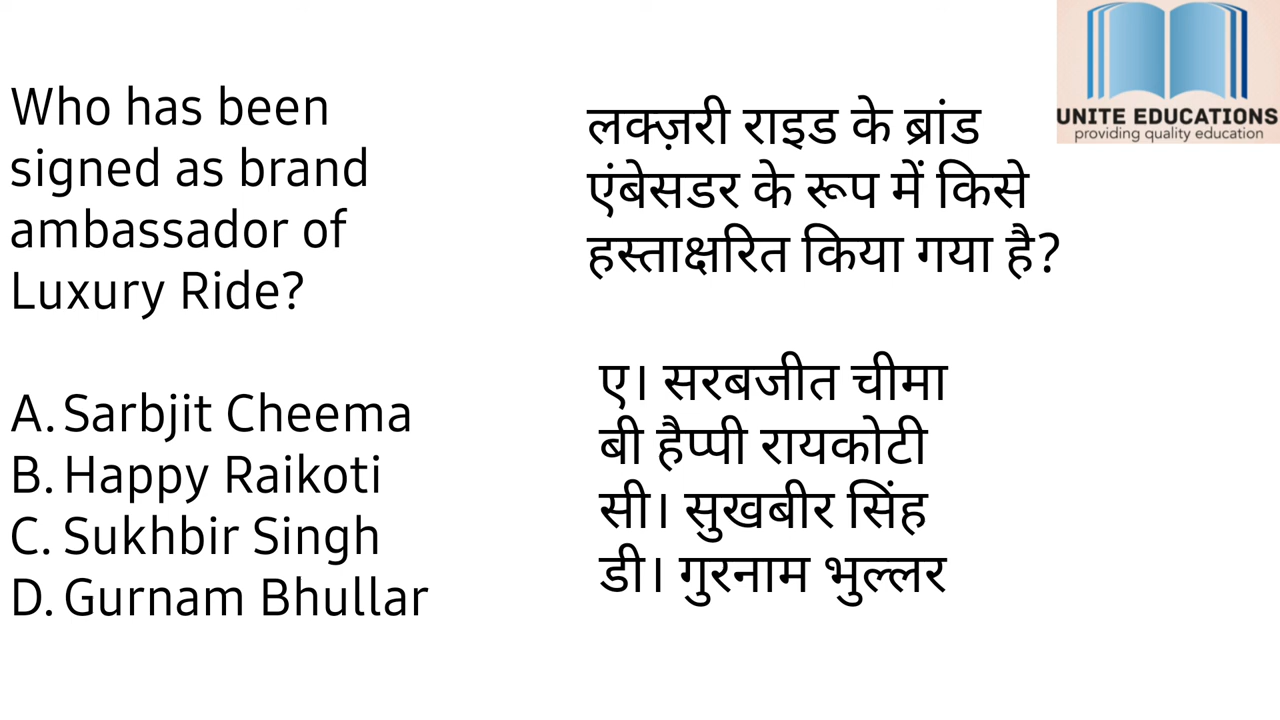 Who has been
signed as brand
ambassador of
Luxury Ride?
A. Sarbjit Cheema
B. Happy Raikoti
C. Sukhbir Singh
D. Gurnam Bhullar
लक्ज़री राइड के ब्रांड
एंबेसडर के रूप में किसे
हस्ताक्षरित किया गया है?
ए। सरबजीत चीमा
बी हैप्पी रायकोटी
सी। सुखबीर सिंह
डी। गुरनाम भुल्लर
UNITE EDUCATIONS
providing quality education